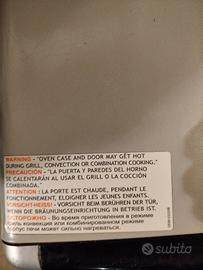 WARNING - "OVEN CASE AND DOOR MAY GET HOT
DURING GRILL, CONVECTION OR COMBINATION COOKING."
PRECAUCIÓN - "LA PUERTA Y PAREDES DEL HORNO
SE CALENTARÁN AL USAR EL GRILL O LA COCCIÓN
COMBINADA."
ATTENTION : LA PORTE EST CHAUDE, PENDANT LE
FONCTIONNEMENT, ELOIGNER LES JEUNES ENFANTS.
VORSICHT-HEISS! - VORSICHT BEIM BERÜHREN DER TÜR,
WENN DIE BRÄUNUNGSEINRICHTUNG IN BETRIEB IST.
ОСТОРОЖНО - Во время приготовления в режиме
гриль конвекция или комбинированном режиме
корпус печи может сильно нагреваться.
subito